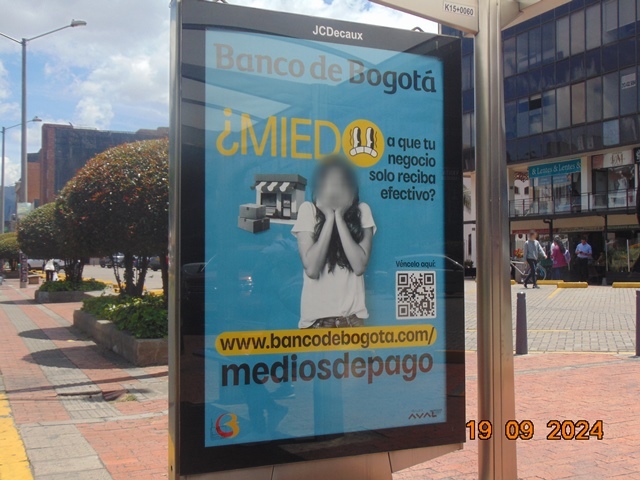 K15+0060
JCDecaux
Banco de Bogotá
¿MIEDO
a que tu
negocio
solo reciba
efectivo?
Véncelo aquí.
www.bancodebogota.com/
mediosdepago
AVAL
19 09 2024